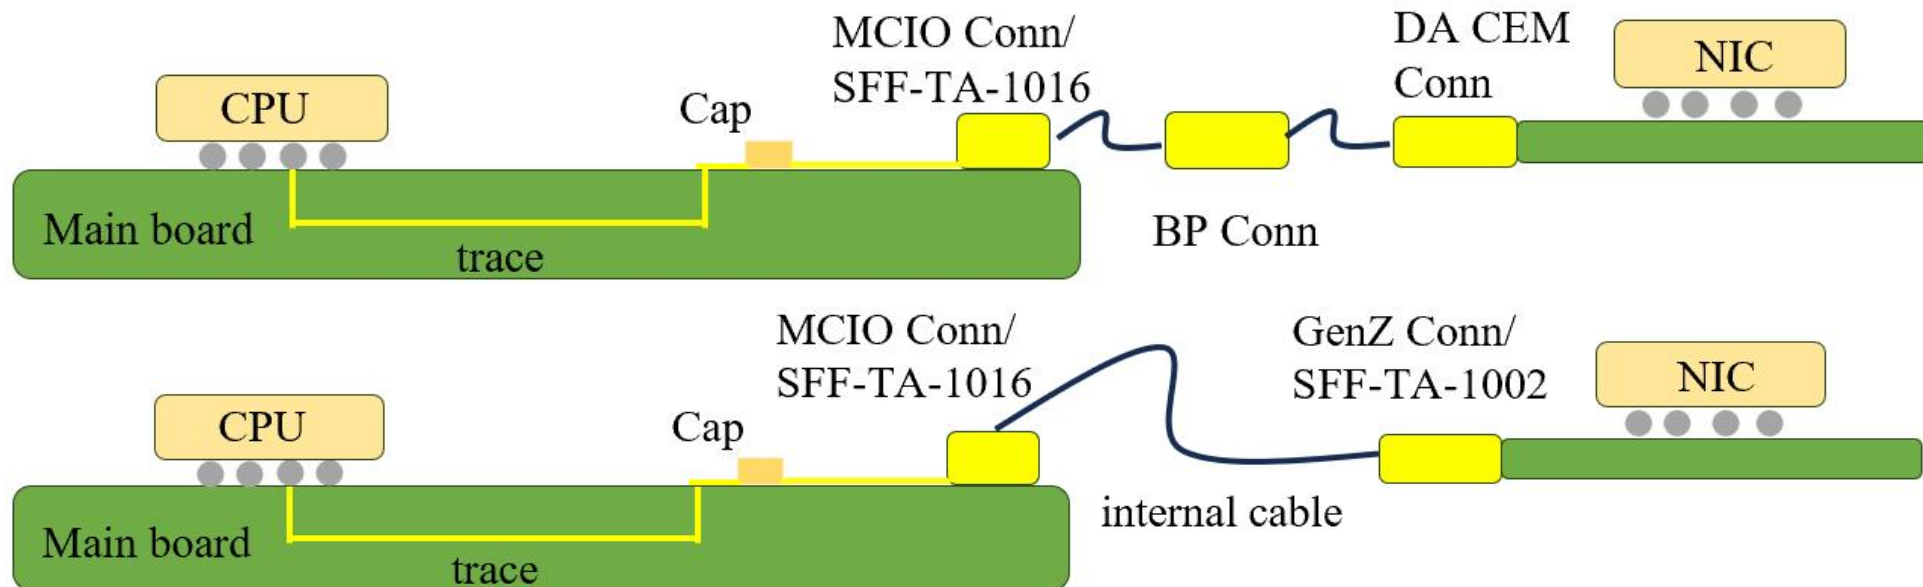 MCIO Conn/
SFF-TA-1016
DA CEM
Conn
NIC
CPU
Cap
Main board
trace
BP Conn
MCIO Conn/
SFF-TA-1016
GenZ Conn/
SFF-TA-1002
NIC
CPU
Cap
internal cable
Main board
trace